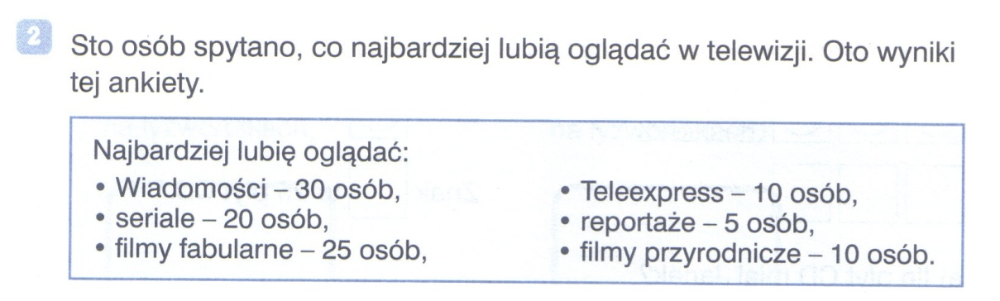 2
Sto osób spytano, co najbardziej lubią oglądać w telewizji. Oto wyniki
tej ankiety.
Najbardziej lubię oglądać:
• Wiadomości – 30 osób,
• seriale – 20 osób,
• filmy fabularne – 25 osób,
• Teleexpress – 10 osób,
• reportaże – 5 osób,
• filmy przyrodnicze – 10 osób.